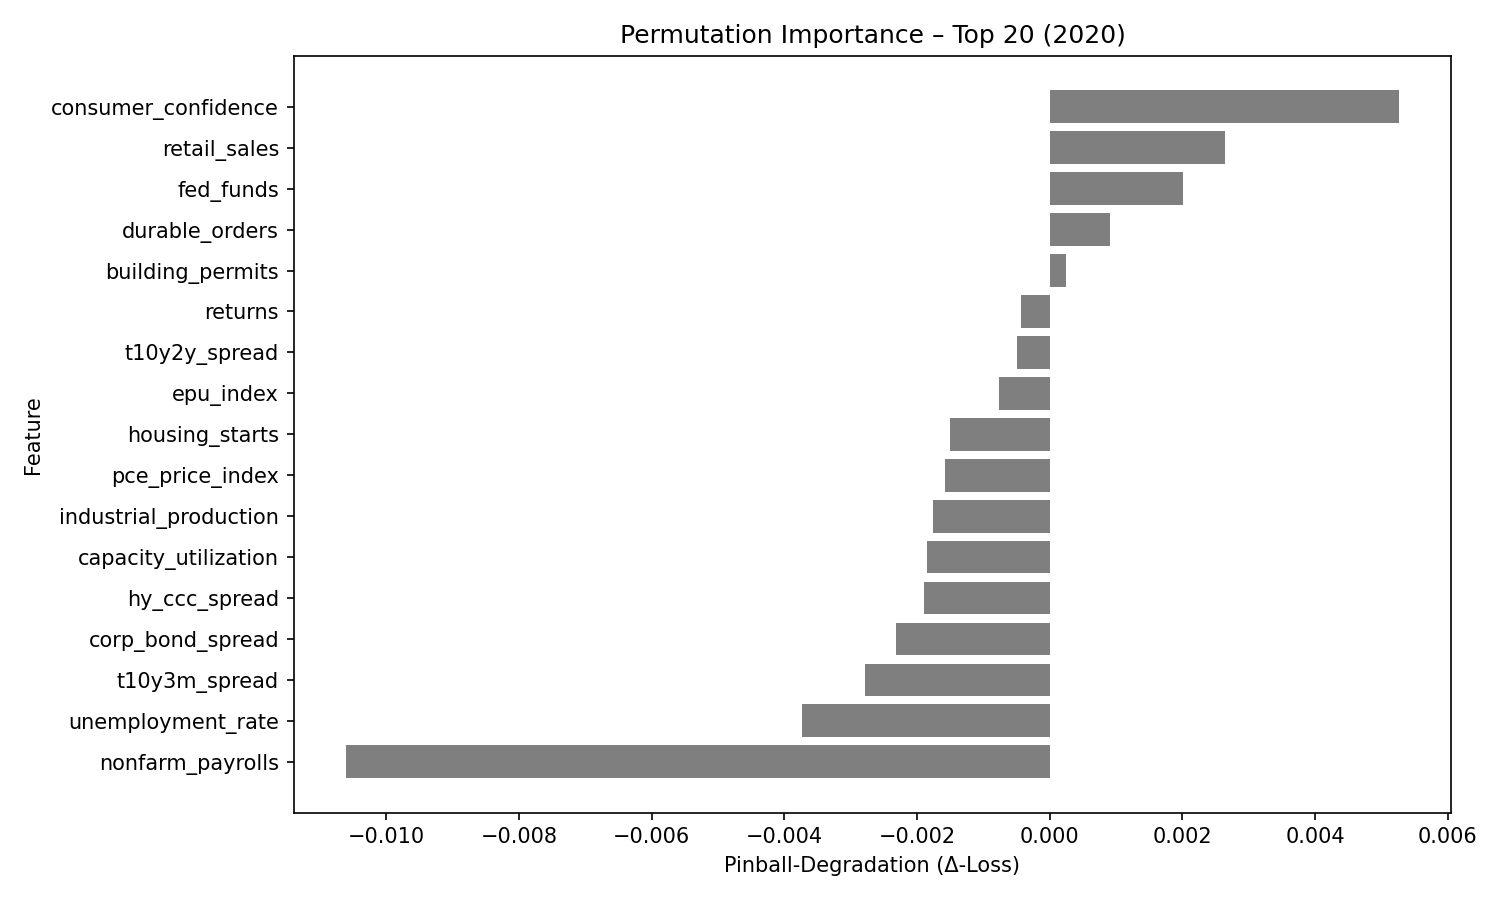 Permutation Importance – Top 20 (2020)
consumer_confidence
retail_sales
fed_funds
durable_orders
building_permits
returns
t10y2y_spread
epu_index
housing_starts
pce_price_index
industrial_production
capacity_utilization
hy_ccc_spread
corp_bond_spread
t10y3m_spread
unemployment_rate
nonfarm_payrolls
Feature
−0.010 −0.008 −0.006 −0.004 −0.002 0.000 0.002 0.004 0.006
Pinball-Degradation (Δ-Loss)